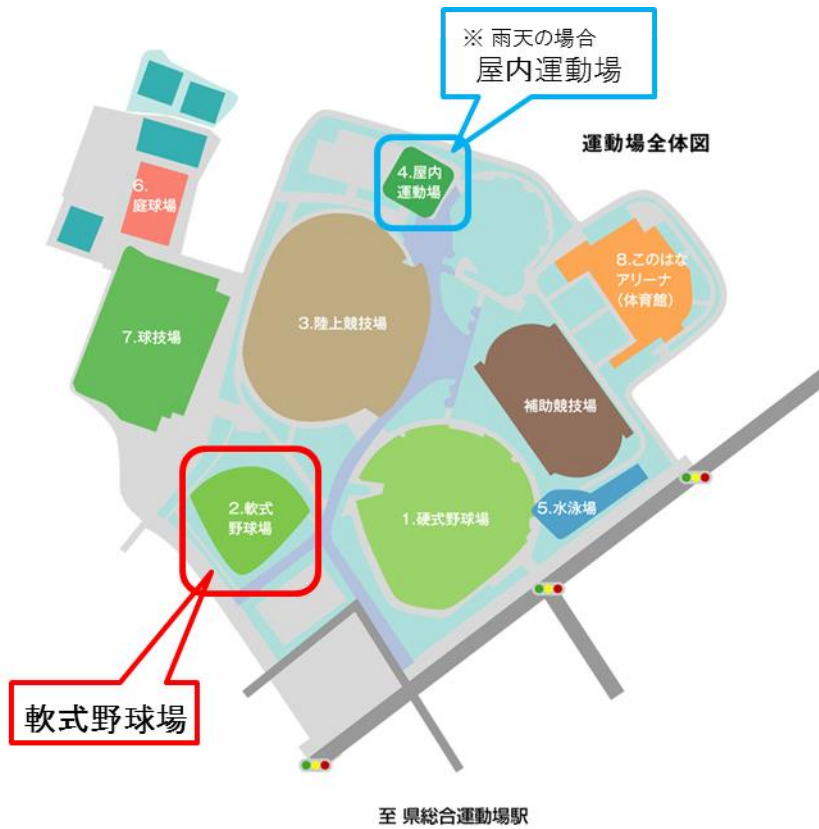 ※ 雨天の場合
屋内運動場
運動場全体図
4.屋内
運動場
6.
庭球場
8.このはな
アリーナ
(体育館)
3.陸上競技場
7.球技場
補助競技場
2.軟式
野球場
5.水泳場
1.硬式野球場
軟式野球場
至 県総合運動場駅